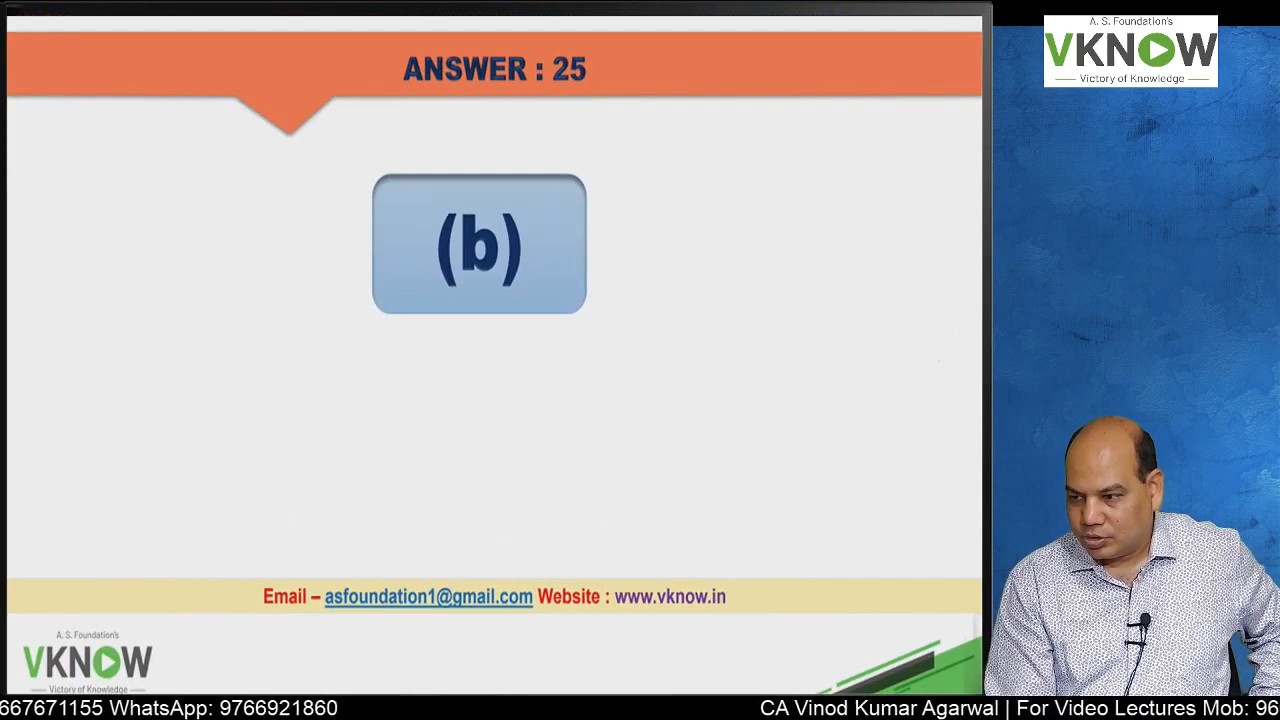 ANSWER : 25
(b)
Email – asfoundation1@gmail.com Website : www.vknow.in
A. S. Foundation's
VKNOW
Victory of Knowledge
A. S. Foundation's
VKNOW
Victory of Knowledge
667671155 WhatsApp: 9766921860
CA Vinod Kumar Agarwal | For Video Lectures Mob: 96